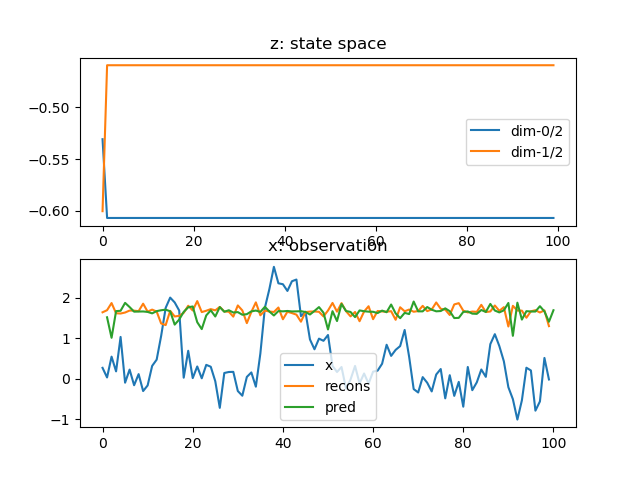 z: state space
−0.50
−0.55
−0.60
dim-0/2
dim-1/2
0 20 40 60 80 100
x: observation
2
1
0
−1
x
recons
pred
0 20 40 60 80 100